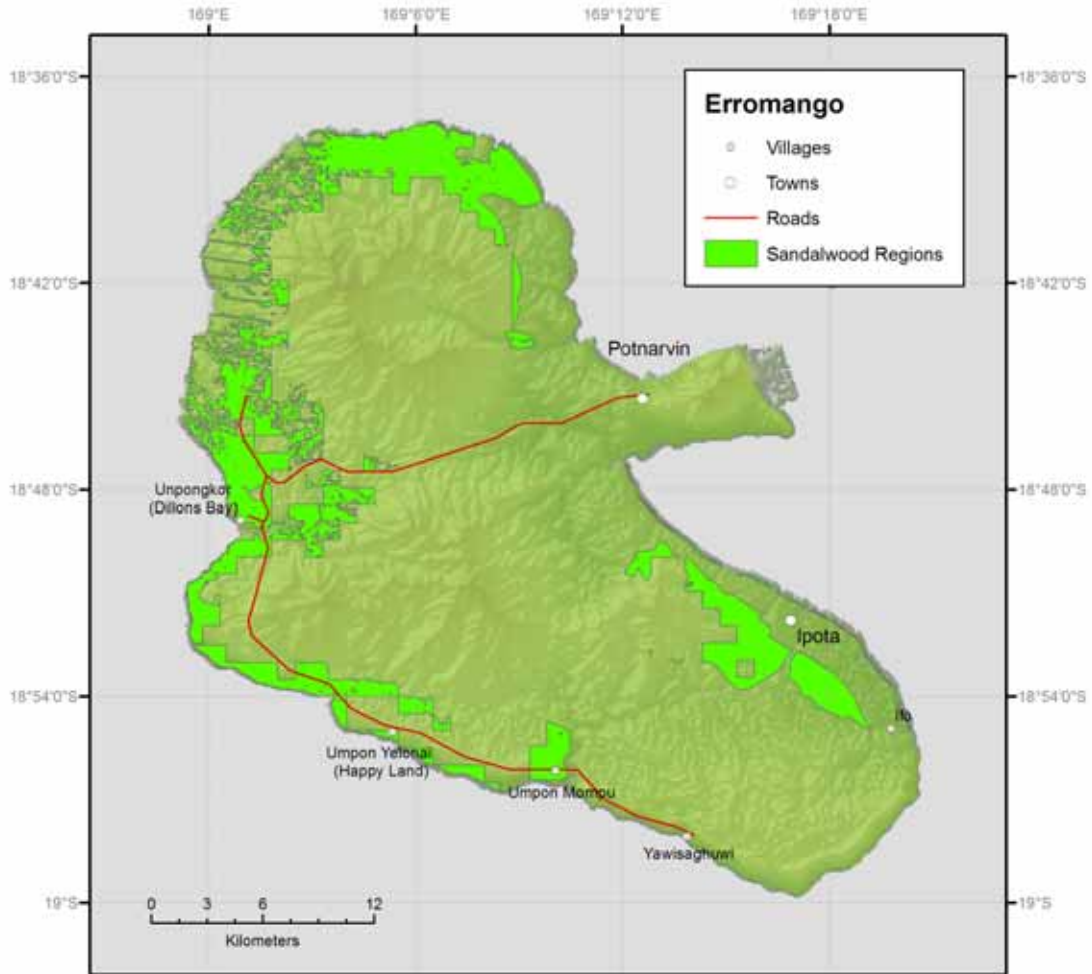 169°E
169°6'0"E
169°12'0"E
169°18'0"E
18°36'0"S
18°36'0"S
Erromango
Villages
Towns
Roads
Sandalwood Regions
18°42'0"S
18°42'0"S
Potnarvin
18°48'0"S
18°48'0"S
Unpongkor
(Dillons Bay)
Ipota
18°54'0"S
18°54'0"S
Ifo
Umpon Yelonai
(Happy Land)
Umpon Momou
Yawisaghuwi
19°S
19°S
0 3 6 12
Kilometers